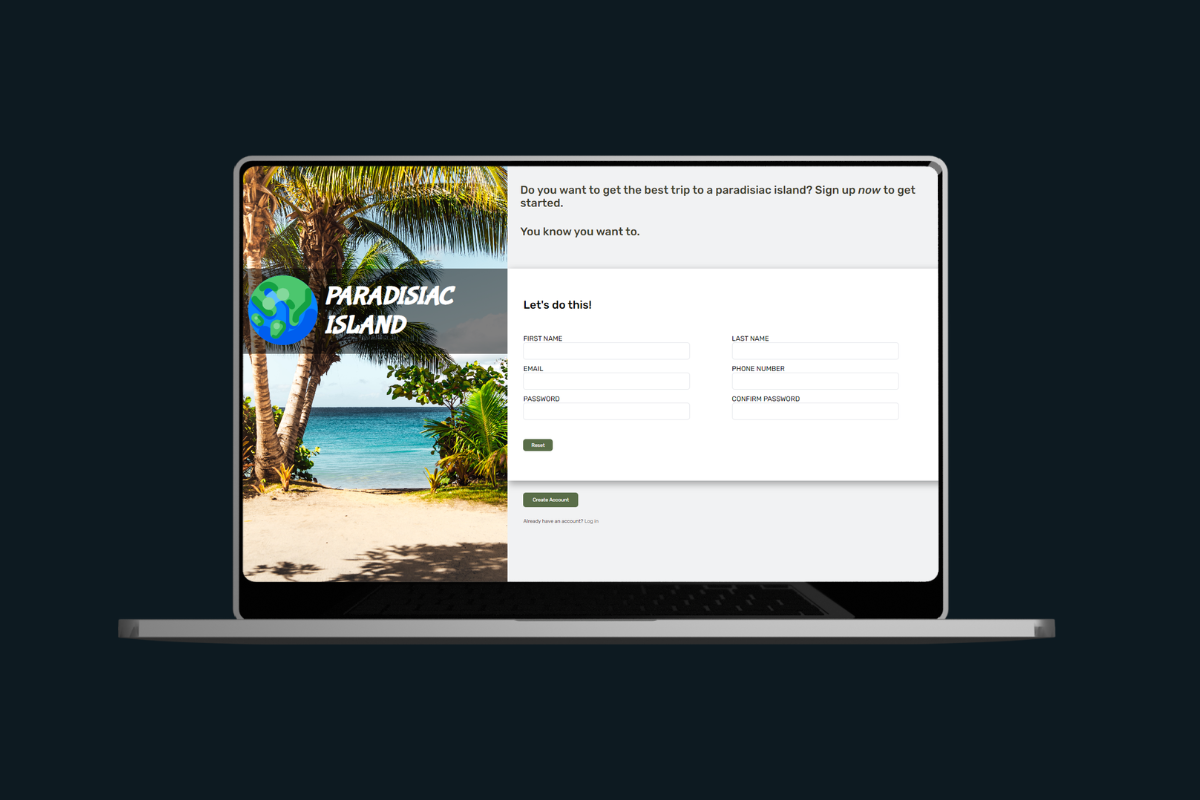 PARADISIAC
ISLAND
Do you want to get the best trip to a paradisiac island? Sign up now to get
started.
You know you want to.
Let's do this!
FIRST NAME
LAST NAME
EMAIL
PHONE NUMBER
PASSWORD
CONFIRM PASSWORD
Reset
Create Account
Already have an account? Log in